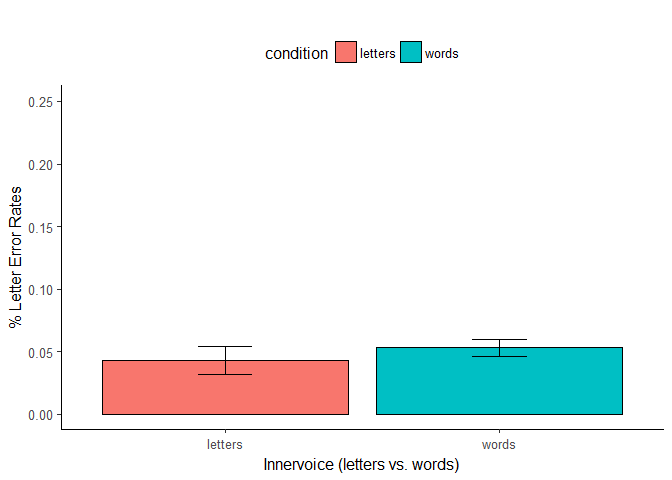 condition letters words
0.25
0.20
0.15
0.10
0.05
0.00
% Letter Error Rates
letters words
Innervoice (letters vs. words)